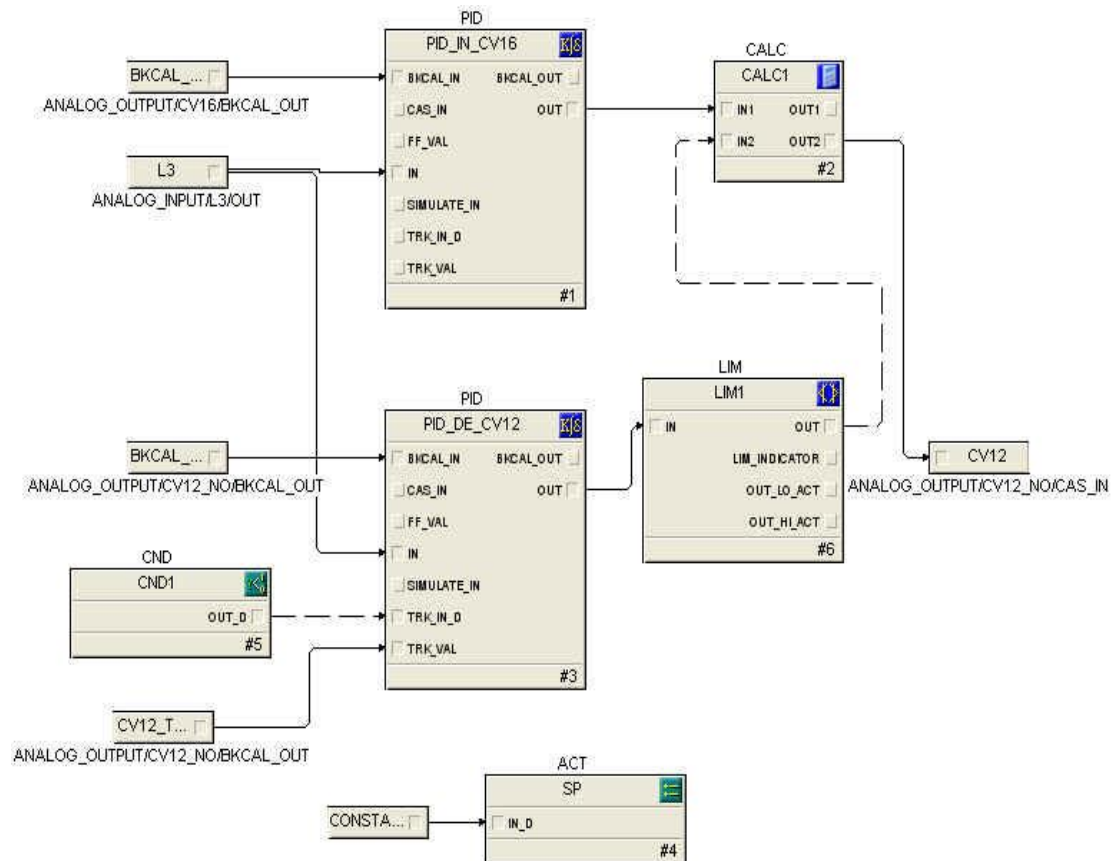 PID
PID_IN_CV16
BKCAL_IN BKCAL_OUT
CAS_IN OUT
FF_VAL
IN
SIMULATE_IN
TRK_IN_D
TRK_VAL
#1
BKCAL_...
ANALOG_OUTPUT/CV16/BKCAL_OUT
L3
ANALOG_INPUT/L3/OUT
CALC
CALC1
IN1 OUT1
IN2 OUT2
#2
PID
PID_DE_CV12
BKCAL_IN BKCAL_OUT
CAS_IN OUT
FF_VAL
IN
SIMULATE_IN
TRK_IN_D
TRK_VAL
#3
LIM
LIM1
IN OUT
LIM_INDICATOR
OUT_LO_ACT
OUT_HI_ACT
#6
BKCAL_...
ANALOG_OUTPUT/CV12_NO/BKCAL_OUT
CV12
ANALOG_OUTPUT/CV12_NO/CAS_IN
CND
CND1
OUT_D
#5
CV12_T...
ANALOG_OUTPUT/CV12_NO/BKCAL_OUT
ACT
SP
IN_D
#4
CONSTA...